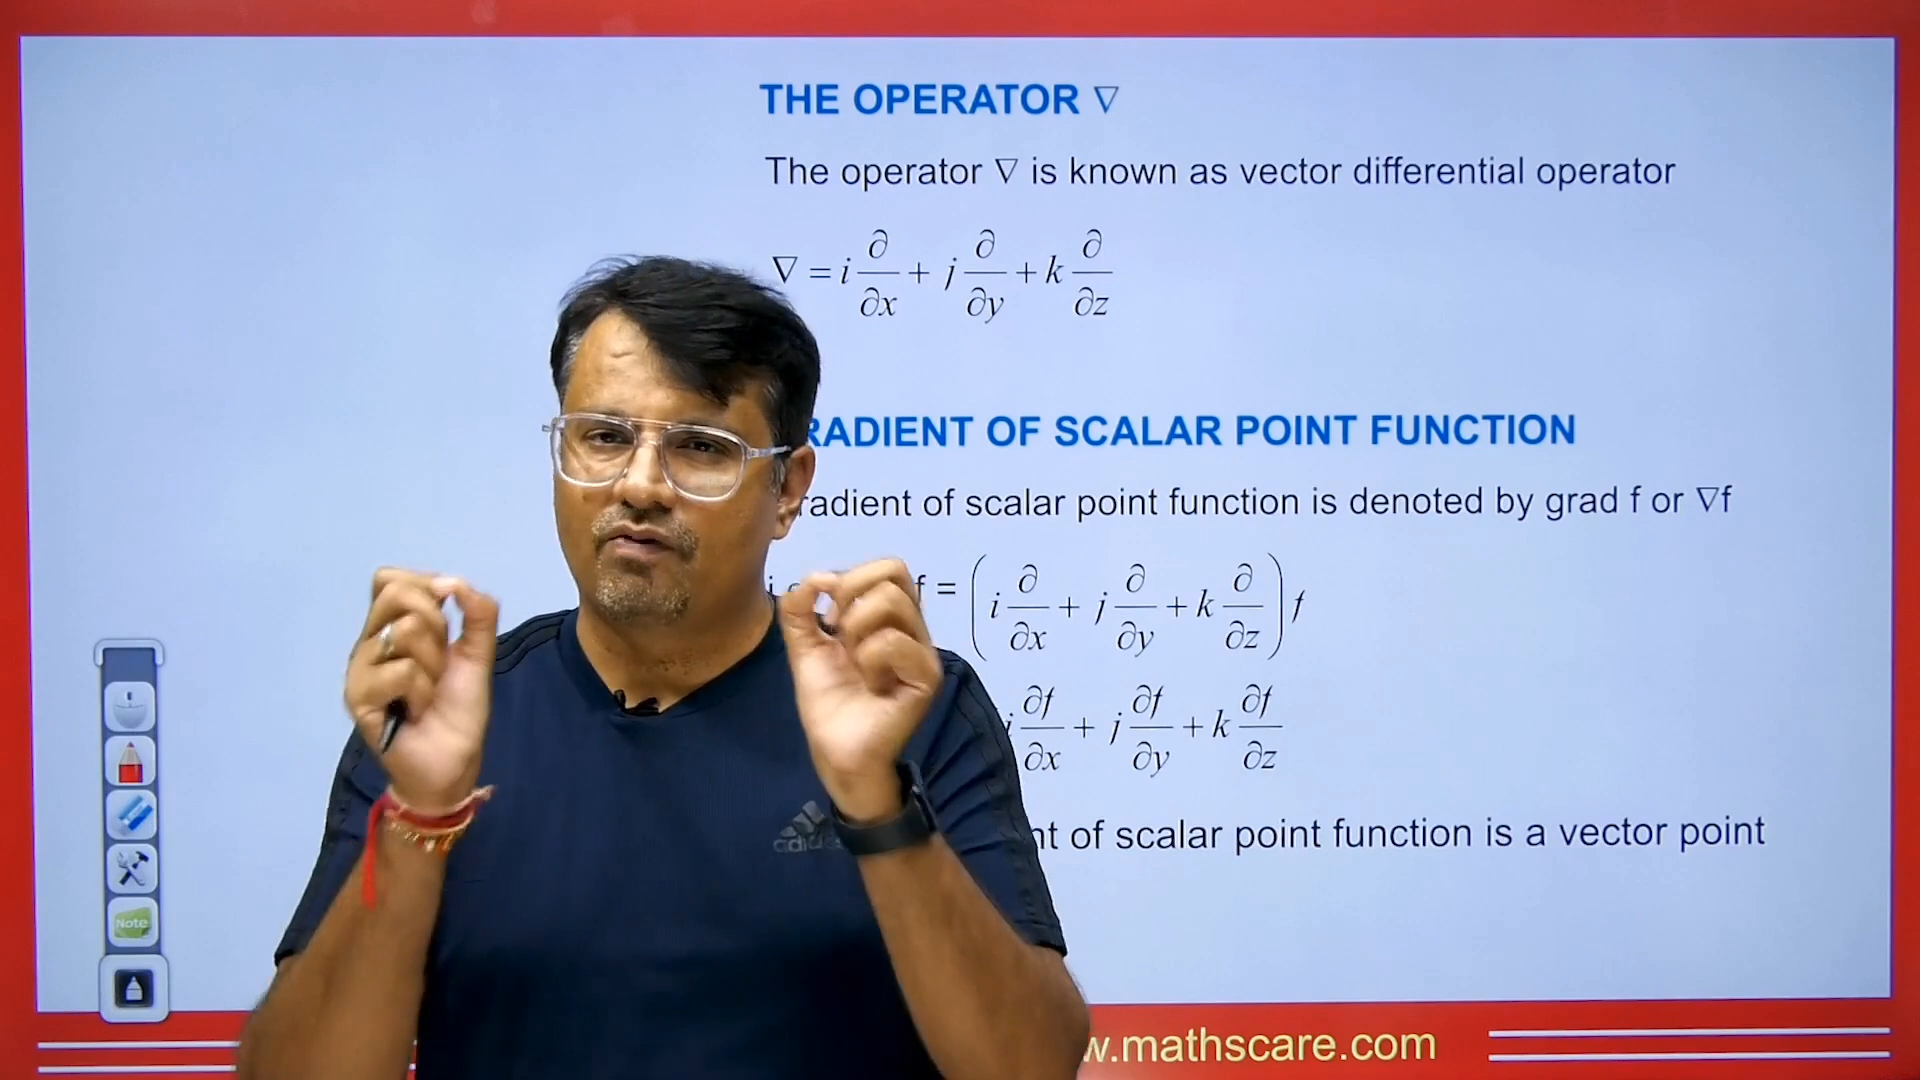 THE OPERATOR ∇
The operator ∇ is known as vector differential operator
∇ = i ∂/∂x + j ∂/∂y + k ∂/∂z
RADIENT OF SCALAR POINT FUNCTION
radient of scalar point function is denoted by grad f or ∇f
f = (i ∂/∂x + j ∂/∂y + k ∂/∂z) f
i ∂f/∂x + j ∂f/∂y + k ∂f/∂z
nt of scalar point function is a vector point
Note
adidas
w.mathscare.com